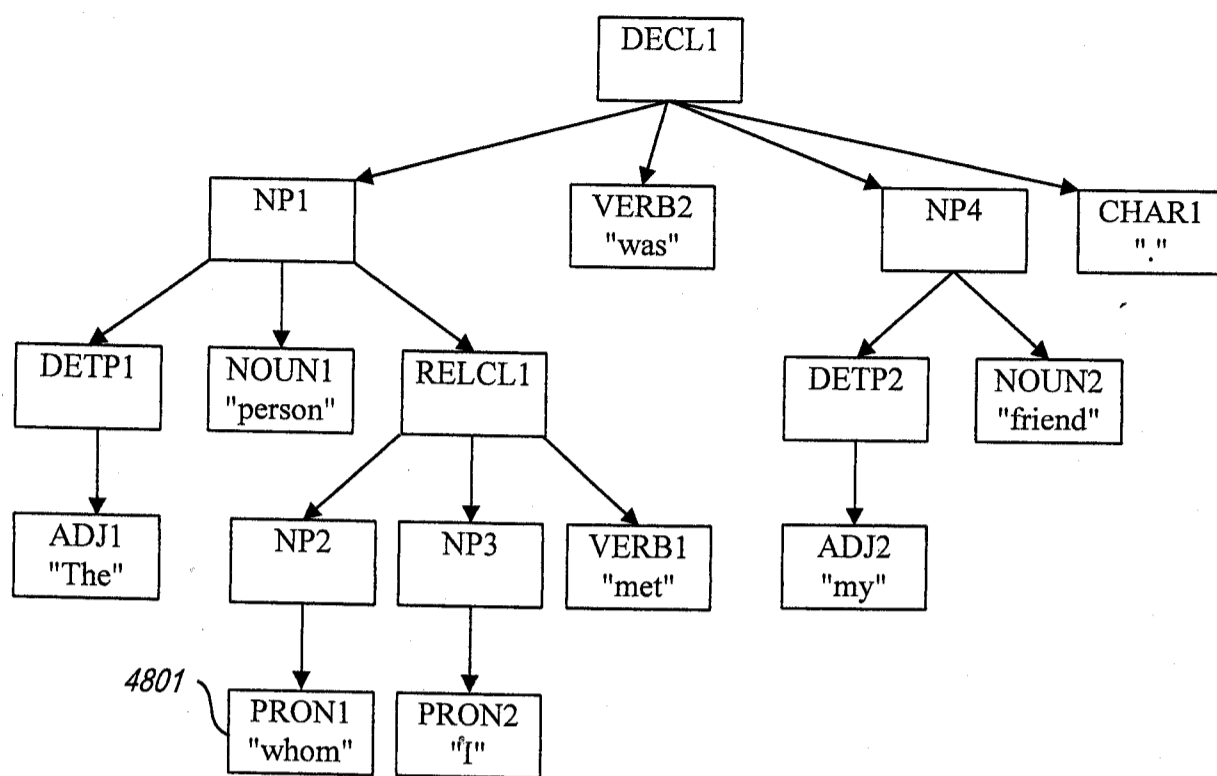 DECL1
NP1
VERB2
"was"
NP4
CHAR1
"."
DETP1
NOUN1
"person"
RELCL1
DETP2
NOUN2
"friend"
ADJ1
"The"
NP2
NP3
VERB1
"met"
ADJ2
"my"
4801
PRON1
"whom"
PRON2
"I"